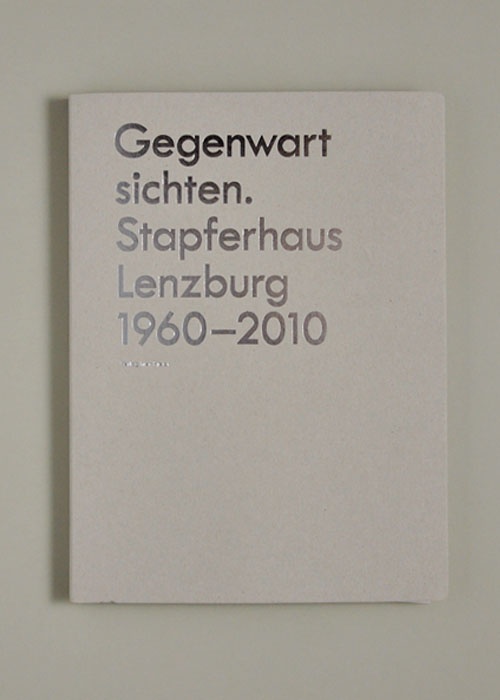 Gegenwart
sichten.
Stapferhaus
Lenzburg
1960–2010